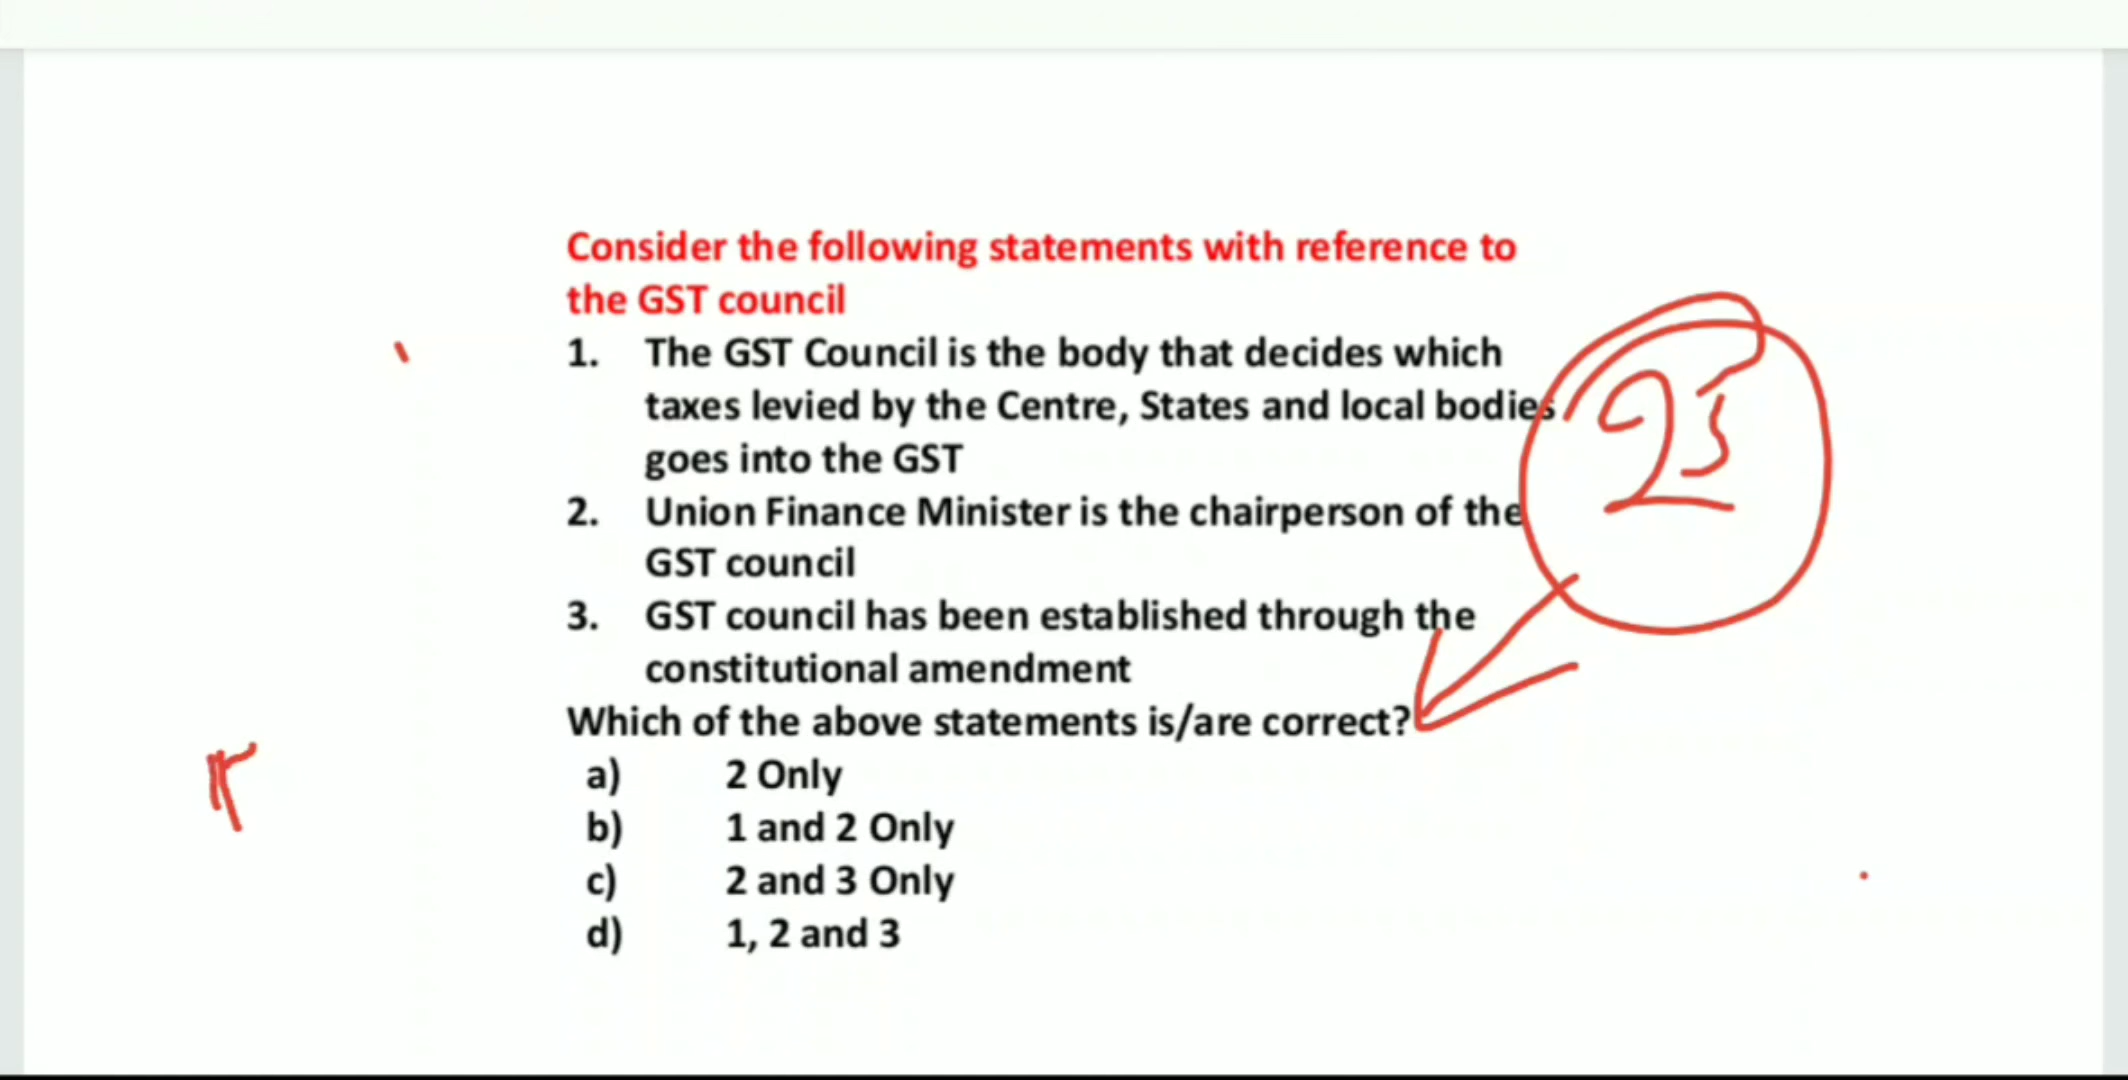 Consider the following statements with reference to
the GST council
1. The GST Council is the body that decides which
taxes levied by the Centre, States and local bodies
goes into the GST
2. Union Finance Minister is the chairperson of the
GST council
3. GST council has been established through the
constitutional amendment
Which of the above statements is/are correct?
a) 2 Only
b) 1 and 2 Only
c) 2 and 3 Only
d) 1, 2 and 3